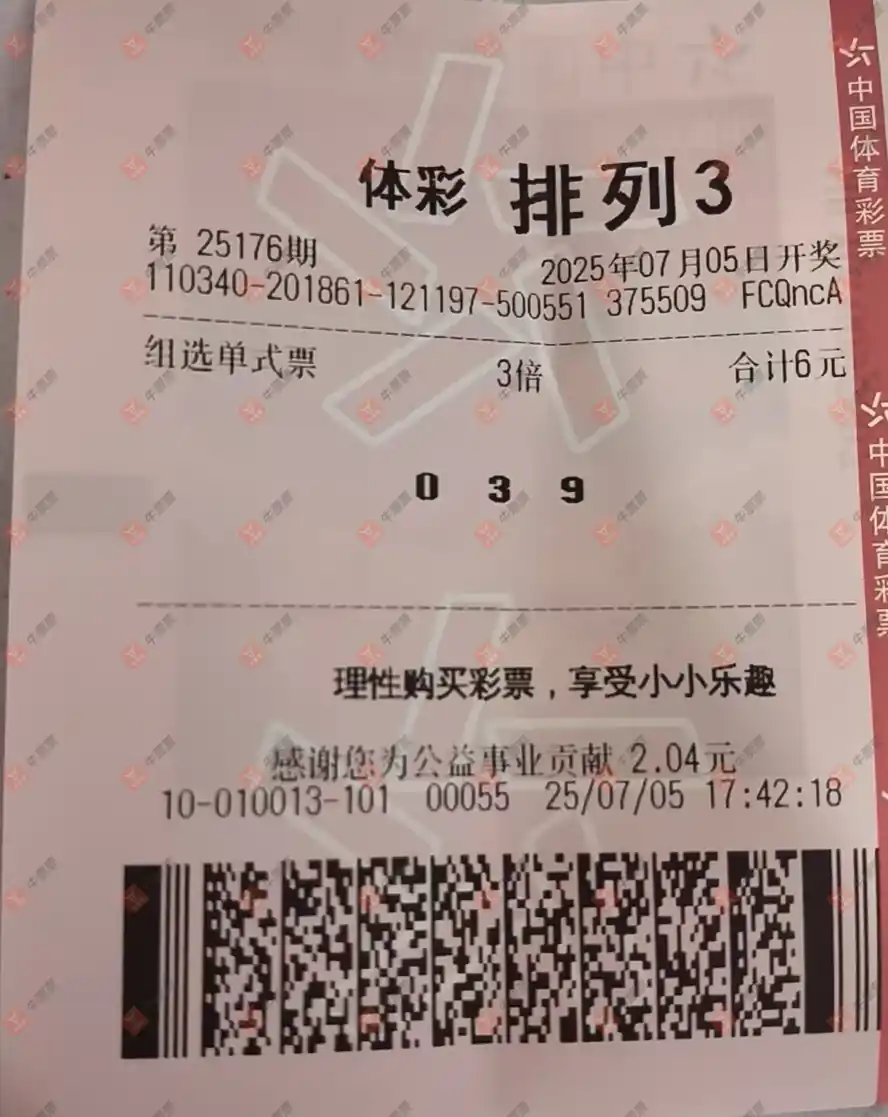 体彩 排列3
第 25176期
2025年07月05日开奖
110340-201861-121197-500551 375509 FCQncA
组选单式票 3倍 合计6元
0 3 9
理性购买彩票，享受小小乐趣
感谢您为公益事业贡献 2.04元
10-010013-101 00055 25/07/05 17:42:18
中国体育彩票
中国体育彩票